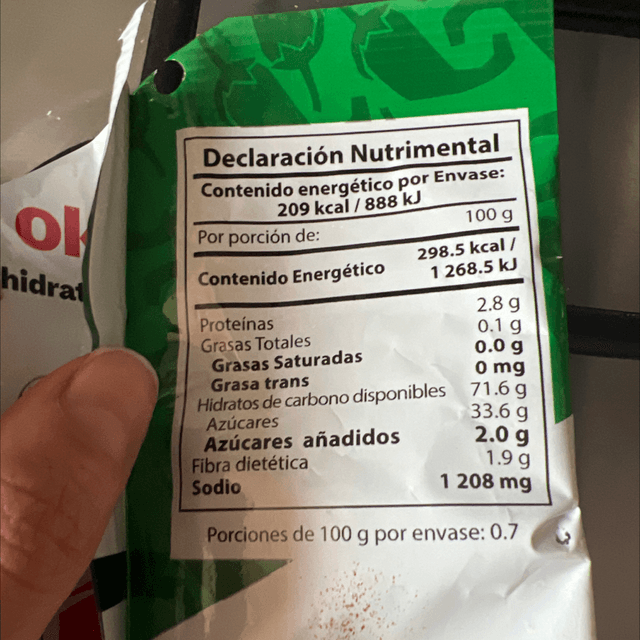 ok
hidrat
Declaración Nutrimental
Contenido energético por Envase:
209 kcal / 888 kJ
Por porción de: 100 g
Contenido Energético 298.5 kcal /
1 268.5 kJ
Proteínas 2.8 g
Grasas Totales 0.1 g
Grasas Saturadas 0.0 g
Grasa trans 0 mg
Hidratos de carbono disponibles 71.6 g
Azúcares 33.6 g
Azúcares añadidos 2.0 g
Fibra dietética 1.9 g
Sodio 1 208 mg
Porciones de 100 g por envase: 0.7